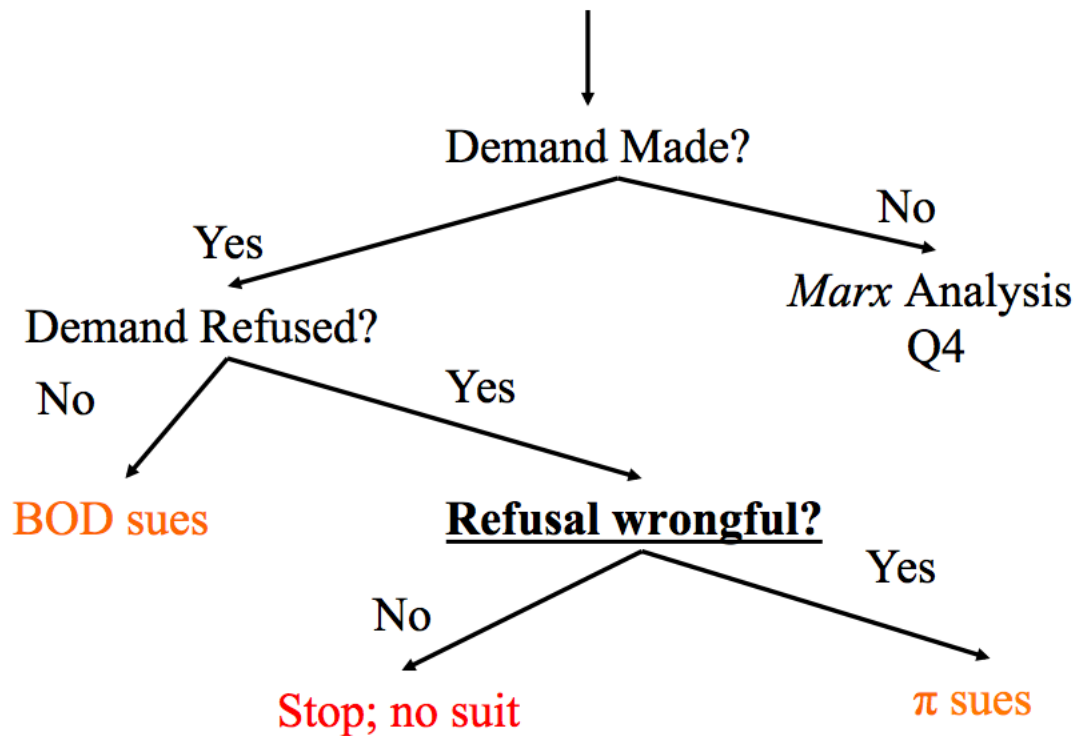 Demand Made?
No
Yes
Marx Analysis
Q4
Demand Refused?
No
Yes
BOD sues
Refusal wrongful?
Yes
No
Stop; no suit
π sues